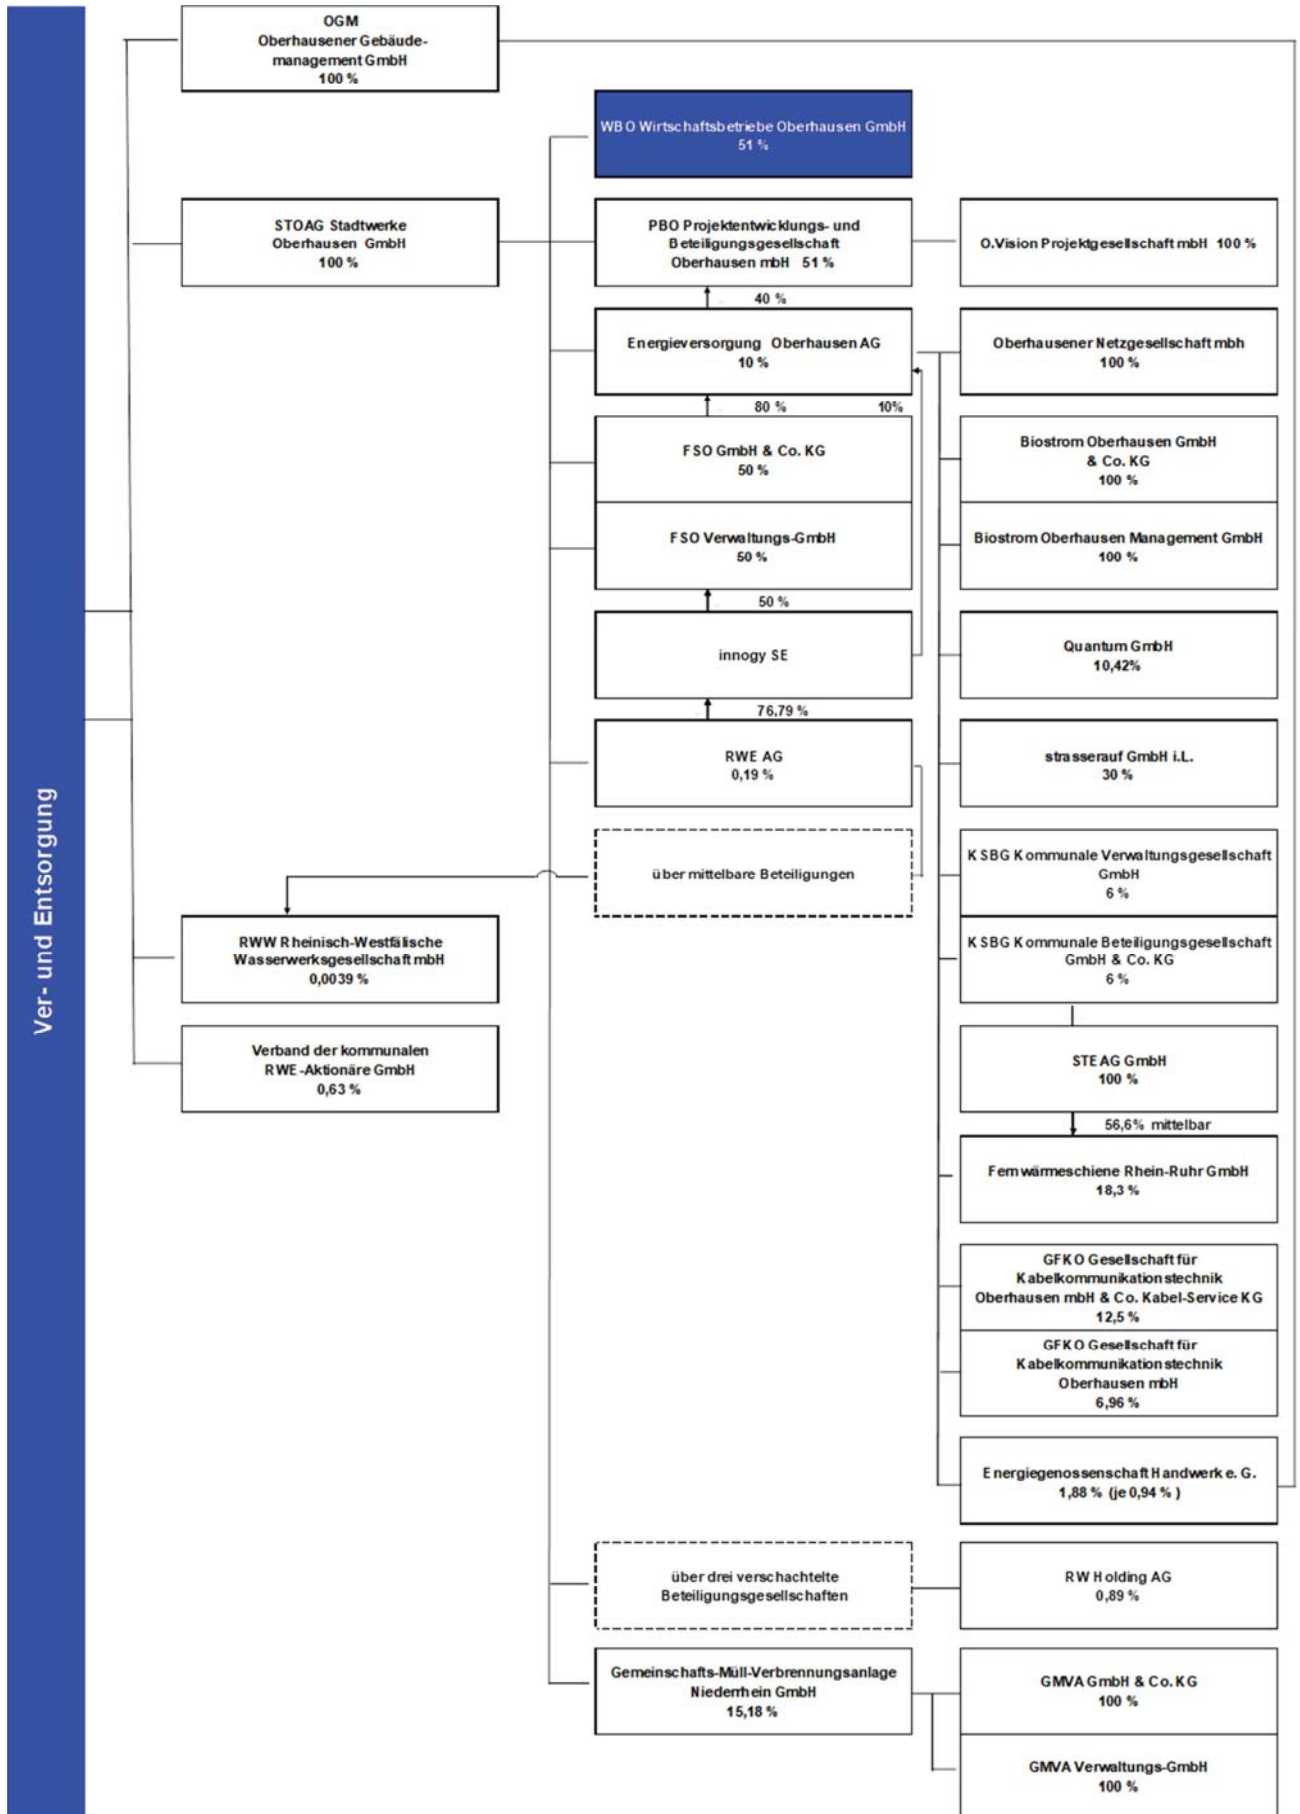 Ver- und Entsorgung
OGM
Oberhausener Gebäude-
management GmbH
100 %
WBO Wirtschaftsbetriebe Oberhausen GmbH
51 %
STOAG Stadtwerke
Oberhausen GmbH
100 %
PBO Projektentwicklungs- und
Beteiligungsgesellschaft
Oberhausen mbH 51 %
O.Vision Projektgesellschaft mbH 100 %
40 %
Energieversorgung Oberhausen AG
10 %
Oberhausener Netzgesellschaft mbh
100 %
80 %
10%
FSO GmbH & Co. KG
50 %
Biostrom Oberhausen GmbH
& Co. KG
100 %
FSO Verwaltungs-GmbH
50 %
Biostrom Oberhausen Management GmbH
100 %
50 %
innogy SE
Quantum GmbH
10,42%
76,79 %
RWE AG
0,19 %
strasserauf GmbH i.L.
30 %
über mittelbare Beteiligungen
KSBG Kommunale Verwaltungsgesellschaft
GmbH
6 %
RWW Rheinisch-Westfälische
Wasserwerksgesellschaft mbH
0,0039 %
KSBG Kommunale Beteiligungsgesellschaft
GmbH & Co. KG
6 %
Verband der kommunalen
RWE-Aktionäre GmbH
0,63 %
STEAG GmbH
100 %
56,6% mittelbar
Fernwärmeschiene Rhein-Ruhr GmbH
18,3 %
GFKO Gesellschaft für
Kabelkommunikationstechnik
Oberhausen mbH & Co. Kabel-Service KG
12,5 %
GFKO Gesellschaft für
Kabelkommunikationstechnik
Oberhausen mbH
6,96 %
Energiegenossenschaft Handwerk e. G.
1,88 % (je 0,94 % )
über drei verschachtelte
Beteiligungsgesellschaften
RW Holding AG
0,89 %
Gemeinschafts-Müll-Verbrennungsanlage
Niederrhein GmbH
15,18 %
GMVA GmbH & Co. KG
100 %
GMVA Verwaltungs-GmbH
100 %